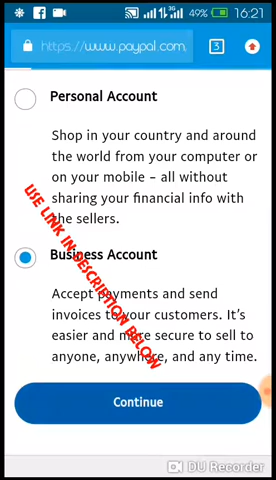 3G 49% 16:21
https://www.paypal.com/ 3
Personal Account
Shop in your country and around
the world from your computer or
on your mobile – all without
sharing your financial info with
the sellers.
Business Account
Accept payments and send
invoices to your customers. It's
easier and more secure to sell to
anyone, anywhere, and any time.
USE LINK IN DESCRIPTION BELOW
Continue
DU Recorder